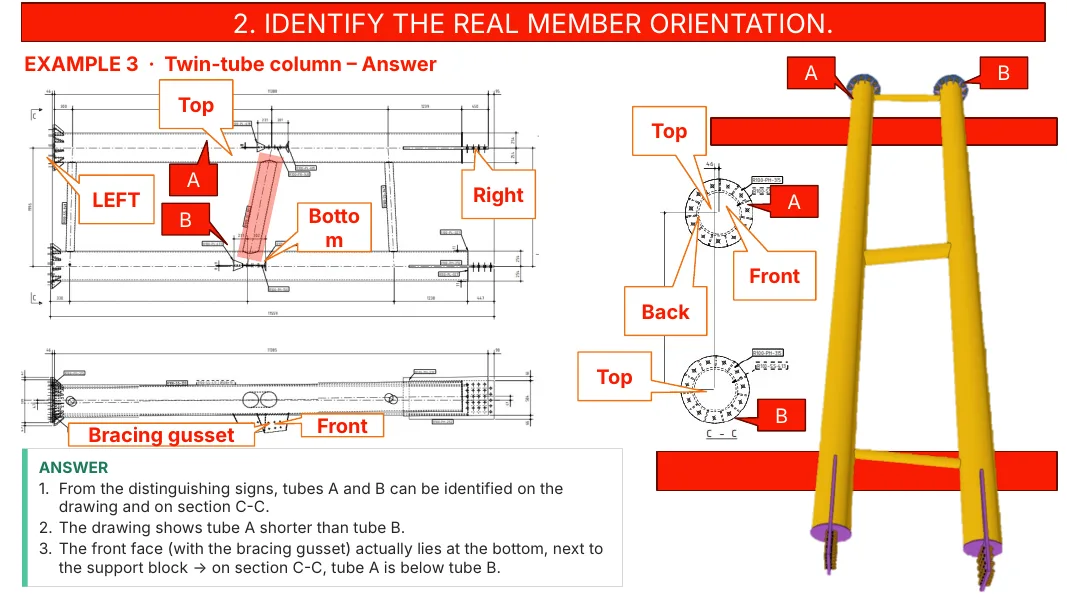 2. IDENTIFY THE REAL MEMBER ORIENTATION.
EXAMPLE 3 · Twin-tube column – Answer
Top
A
LEFT
B
Botto
m
Right
C
C
Bracing gusset
Front
Top
A
Front
Back
Top
B
C - C
A
B
ANSWER
1. From the distinguishing signs, tubes A and B can be identified on the
drawing and on section C-C.
2. The drawing shows tube A shorter than tube B.
3. The front face (with the bracing gusset) actually lies at the bottom, next to
the support block → on section C-C, tube A is below tube B.